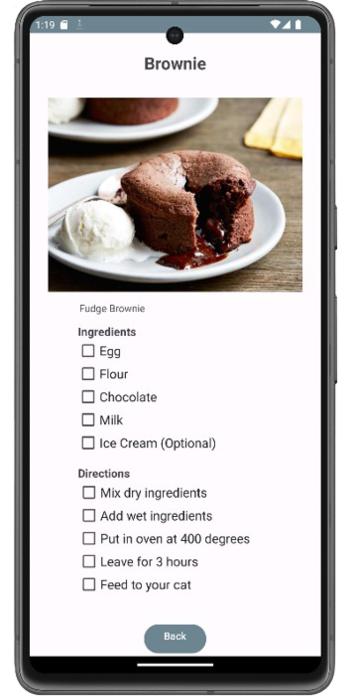 1:19
Brownie
Fudge Brownie
Ingredients
Egg
Flour
Chocolate
Milk
Ice Cream (Optional)
Directions
Mix dry ingredients
Add wet ingredients
Put in oven at 400 degrees
Leave for 3 hours
Feed to your cat
Back